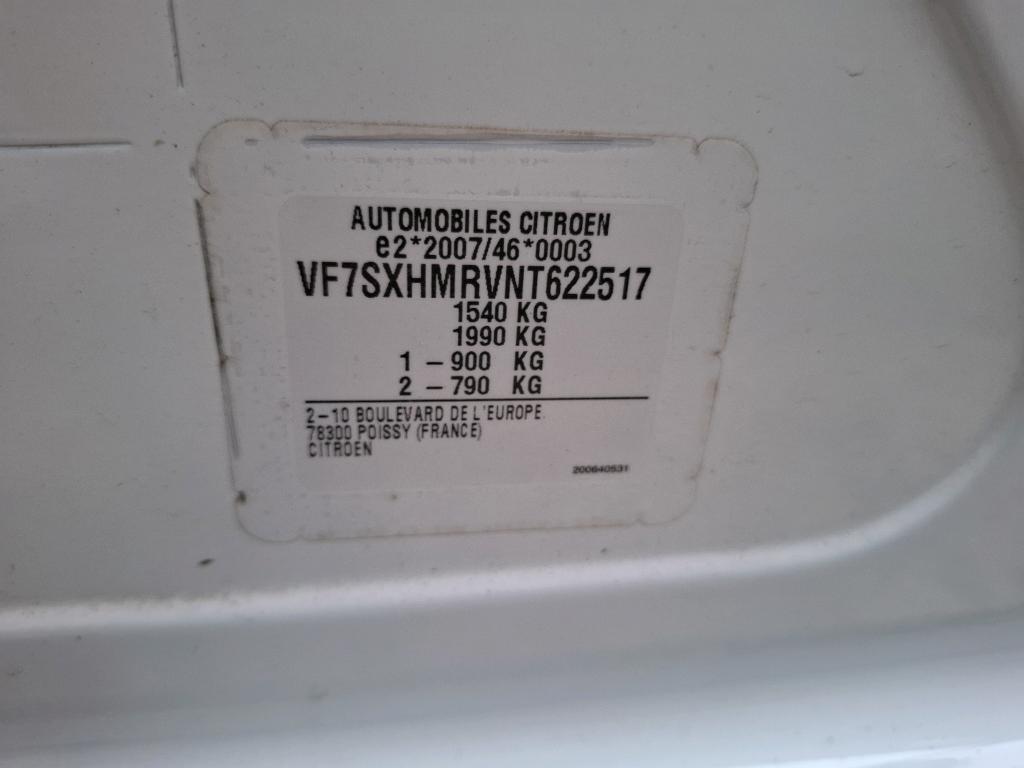 AUTOMOBILES CITROEN
e2*2007/46*0003
VF7SXHMRVNT622517
1540 KG
1990 KG
1 – 900 KG
2 – 790 KG
2–10 BOULEVARD DE L'EUROPE
78300 POISSY (FRANCE)
CITROEN
200640531